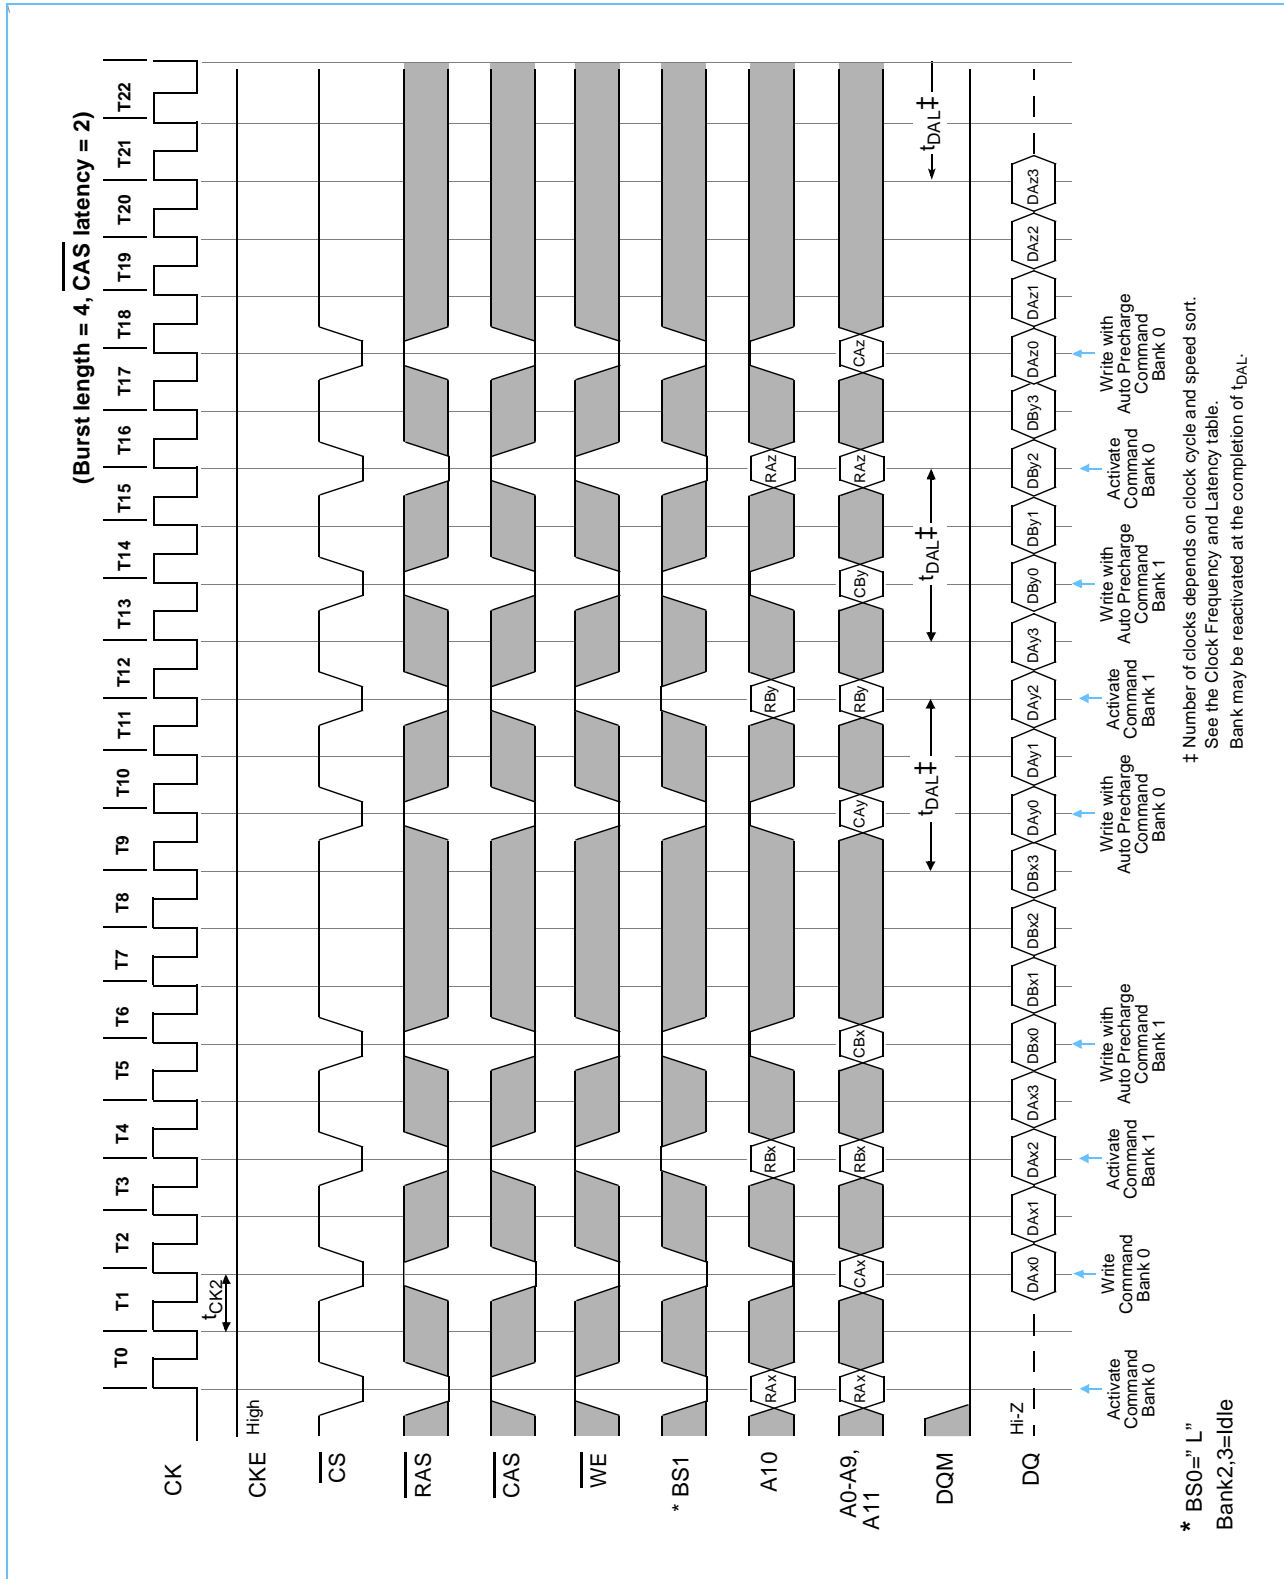 (Burst length = 4, CAS latency = 2)
T0 T1 T2 T3 T4 T5 T6 T7 T8 T9 T10 T11 T12 T13 T14 T15 T16 T17 T18 T19 T20 T21 T22
CK
tCK2
CKE
High
CS
RAS
CAS
WE
* BS1
A10
RAx RBx RBy RAz
A0-A9,
A11
RAx CAx RBx CBx CAy RBy CBy RAz CAz
DQM
tDAL‡ tDAL‡ tDAL‡
DQ
Hi-Z
DAx0 DAx1 DAx2 DAx3 DBx0 DBx1 DBx2 DBx3 DAy0 DAy1 DAy2 DAy3 DBy0 DBy1 DBy2 DBy3 DAz0 DAz1 DAz2 DAz3
Activate
Command
Bank 0
Write
Command
Bank 0
Activate
Command
Bank 1
Write with
Auto Precharge
Command
Bank 1
Write with
Auto Precharge
Command
Bank 0
Activate
Command
Bank 1
Write with
Auto Precharge
Command
Bank 1
Activate
Command
Bank 0
Write with
Auto Precharge
Command
Bank 0
* BS0=" L"
Bank2,3=Idle
‡ Number of clocks depends on clock cycle and speed sort.
See the Clock Frequency and Latency table.
Bank may be reactivated at the completion of tDAL.